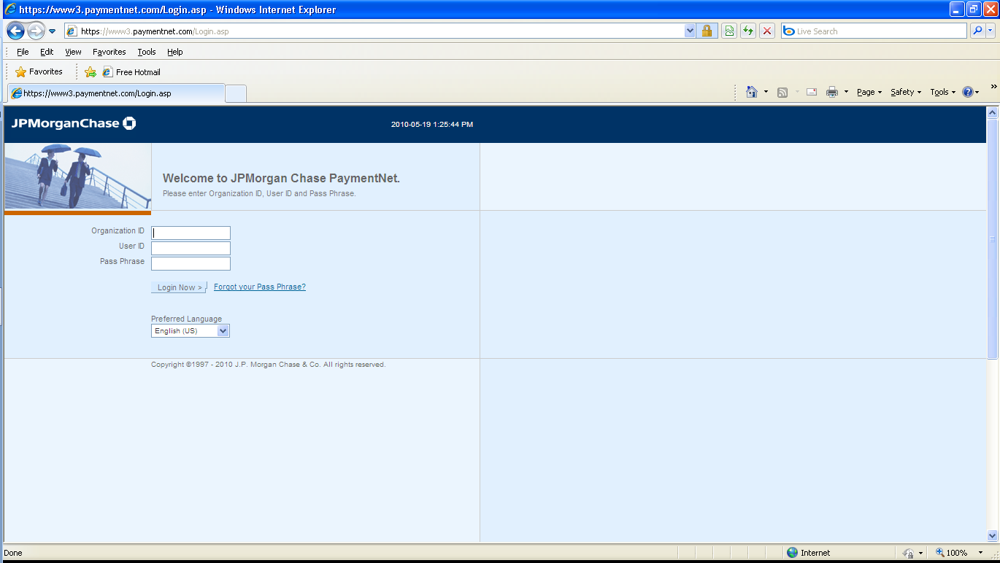 https://www3.paymentnet.com/Login.asp - Windows Internet Explorer
https://www3.paymentnet.com/Login.asp
Live Search
File Edit View Favorites Tools Help
Favorites Free Hotmail
https://www3.paymentnet.com/Login.asp
Page Safety Tools »
JPMorganChase
2010-05-19 1:25:44 PM
Welcome to JPMorgan Chase PaymentNet.
Please enter Organization ID, User ID and Pass Phrase.
Organization ID
User ID
Pass Phrase
Login Now > Forgot your Pass Phrase?
Preferred Language
English (US)
Copyright ©1997 - 2010 J.P. Morgan Chase & Co. All rights reserved.
Done Internet 100%